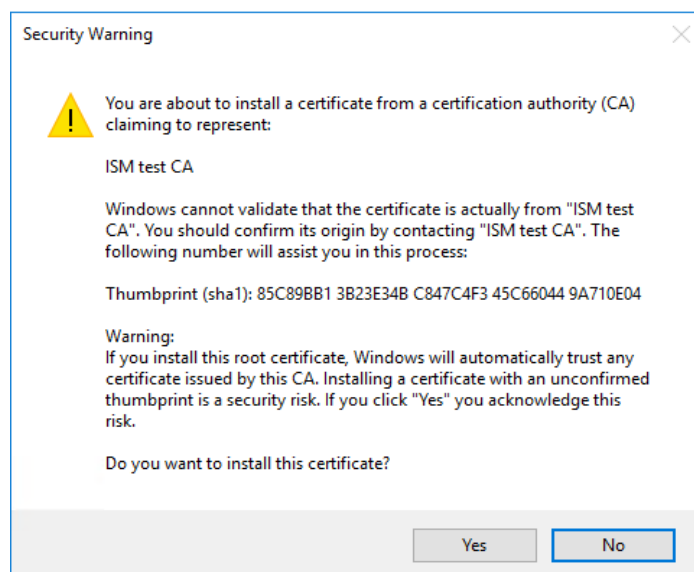 Security Warning
You are about to install a certificate from a certification authority (CA)
claiming to represent:
ISM test CA
Windows cannot validate that the certificate is actually from "ISM test
CA". You should confirm its origin by contacting "ISM test CA". The
following number will assist you in this process:
Thumbprint (sha1): 85C89BB1 3B23E34B C847C4F3 45C66044 9A710E04
Warning:
If you install this root certificate, Windows will automatically trust any
certificate issued by this CA. Installing a certificate with an unconfirmed
thumbprint is a security risk. If you click "Yes" you acknowledge this
risk.
Do you want to install this certificate?
Yes No